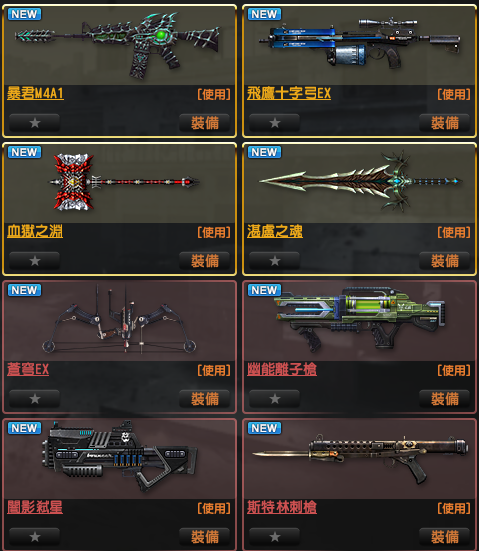 NEW
暴君M4A1
[使用]
★
裝備
NEW
飛鷹十字弓EX
[使用]
★
裝備
NEW
血獄之淵
[使用]
★
裝備
NEW
湛盧之魂
[使用]
★
裝備
NEW
蒼穹EX
[使用]
★
裝備
NEW
幽能離子槍
[使用]
★
裝備
NEW
闇影弒星
[使用]
★
裝備
NEW
斯特林刺槍
[使用]
★
裝備